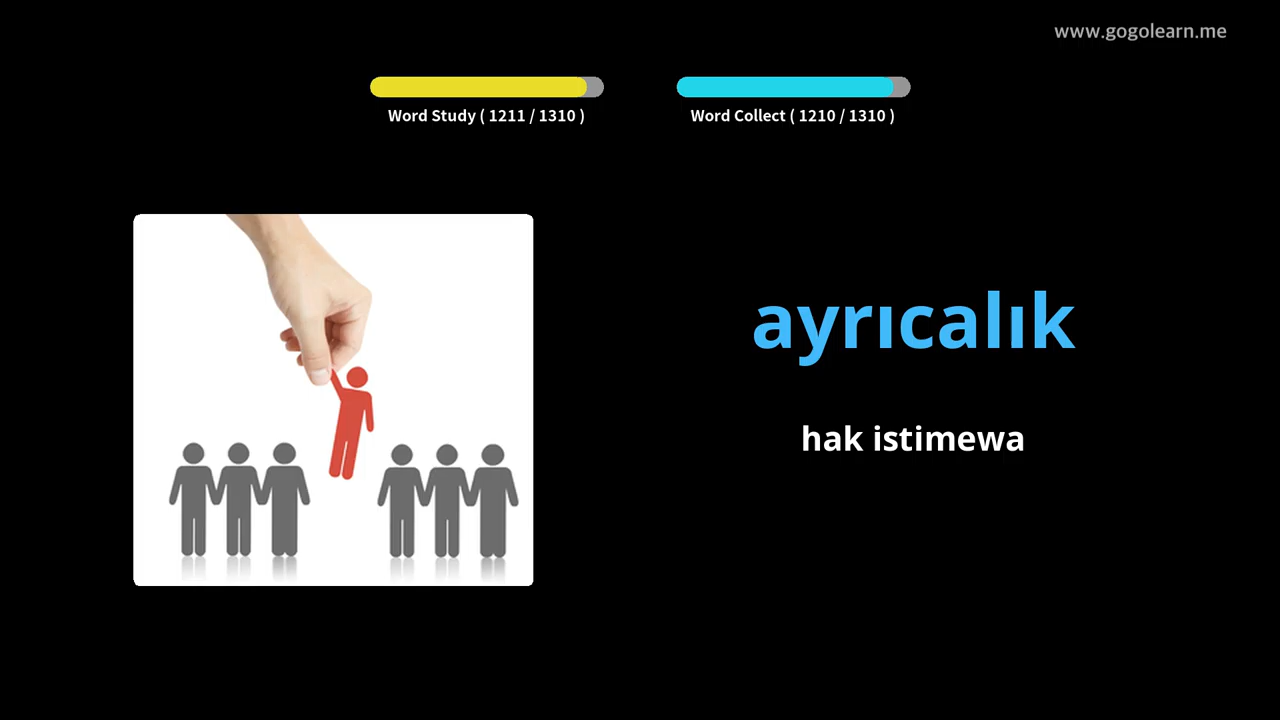 www.gogolearn.me
Word Study ( 1211 / 1310 )
Word Collect ( 1210 / 1310 )
ayrıcalık
hak istimewa